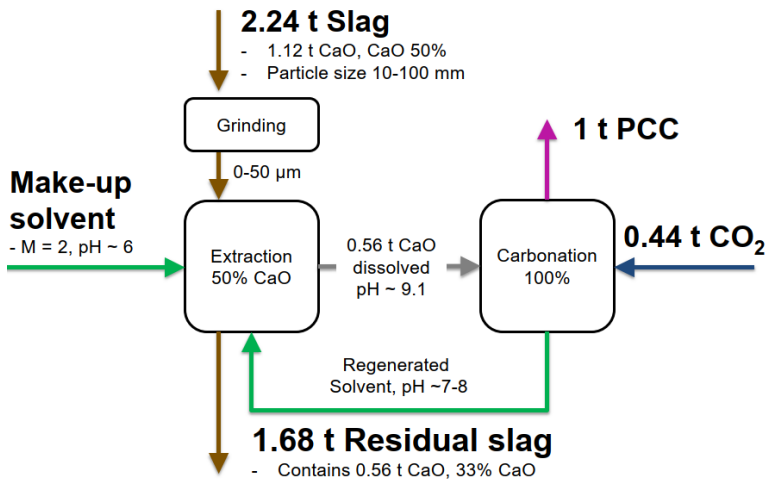 2.24 t Slag
- 1.12 t CaO, CaO 50%
- Particle size 10-100 mm
Grinding
1 t PCC
0-50 µm
Make-up
solvent
- M = 2, pH ~ 6
Extraction
50% CaO
0.56 t CaO
dissolved
pH ~ 9.1
Carbonation
100%
0.44 t CO₂
Regenerated
Solvent, pH ~7-8
1.68 t Residual slag
- Contains 0.56 t CaO, 33% CaO